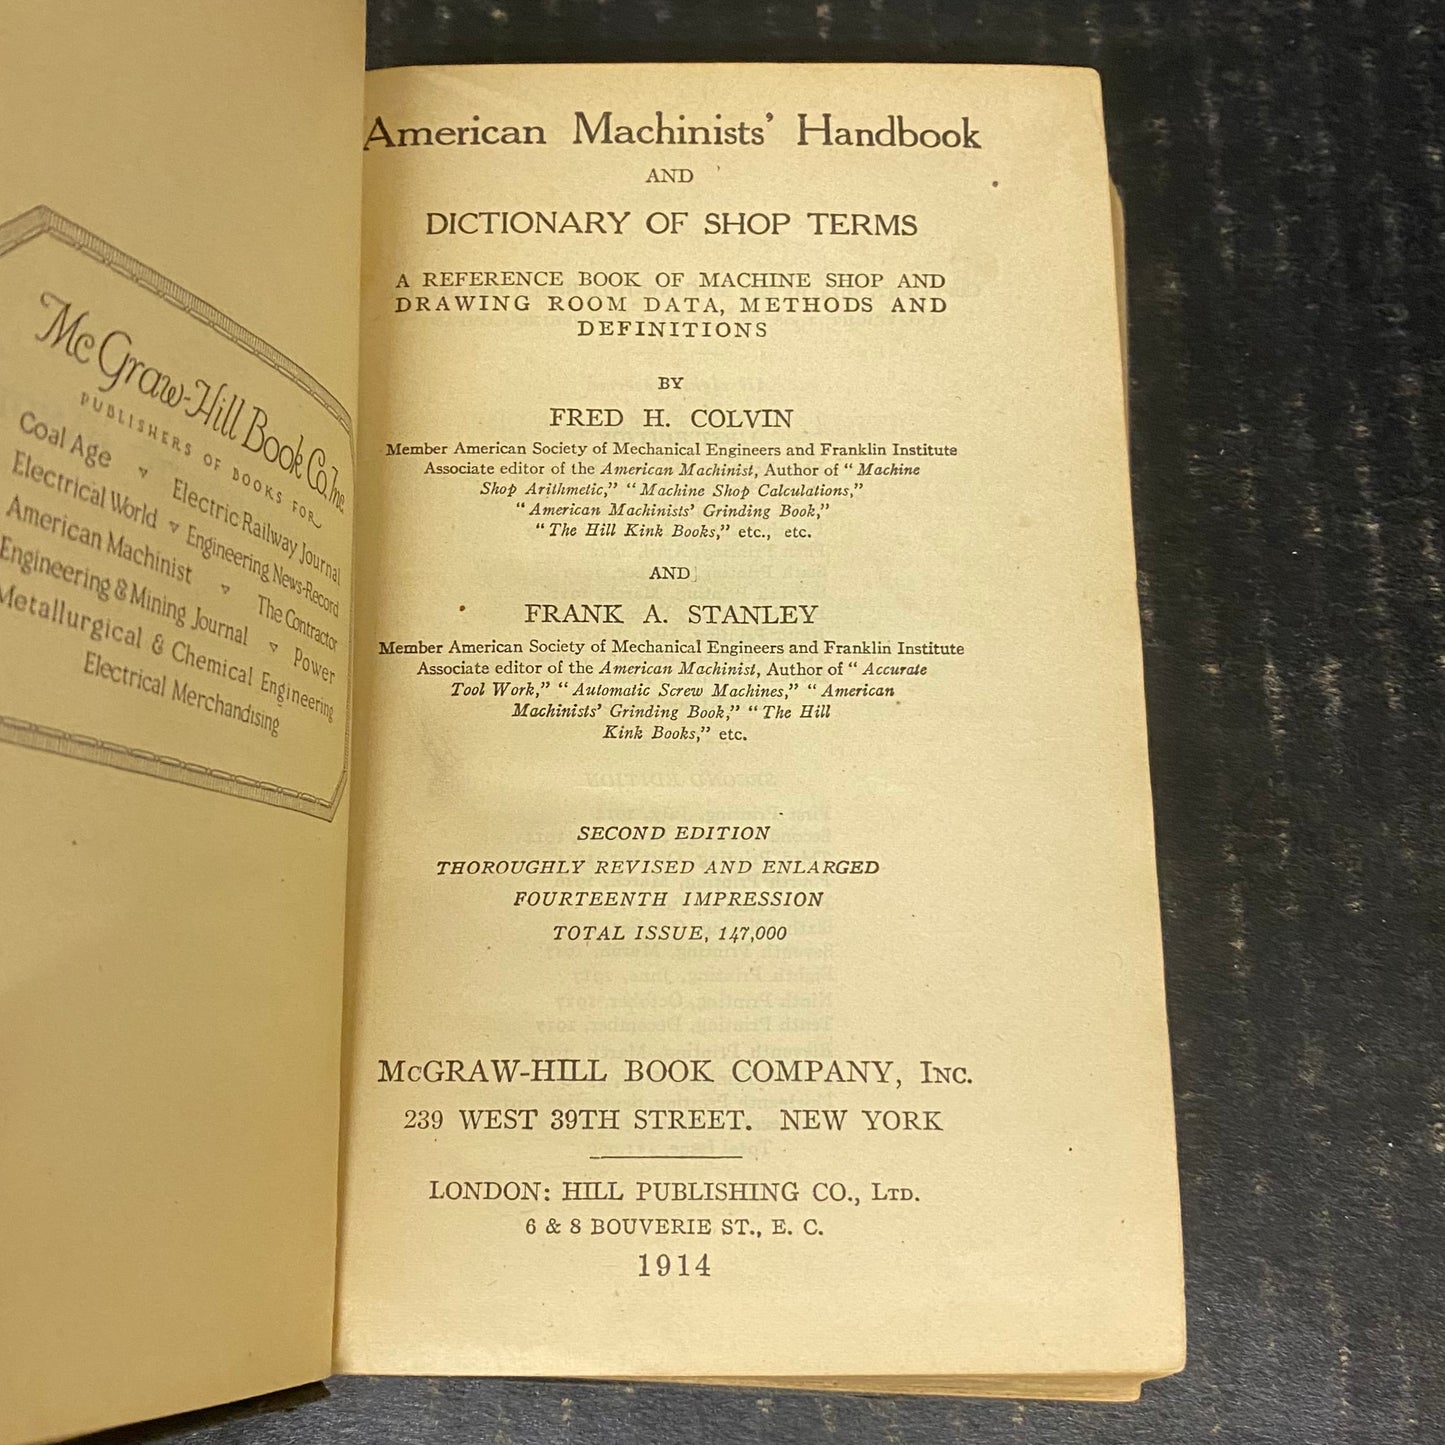 McGraw-Hill Book Co. Inc.
PUBLISHERS OF BOOKS FOR
Coal Age ▿ Electric Railway Journal
Electrical World ▿ Engineering News-Record
American Machinist ▿ The Contractor
Engineering & Mining Journal ▿ Power
Metallurgical & Chemical Engineering
Electrical Merchandising
American Machinists' Handbook
AND
DICTIONARY OF SHOP TERMS
A REFERENCE BOOK OF MACHINE SHOP AND
DRAWING ROOM DATA, METHODS AND
DEFINITIONS
BY
FRED H. COLVIN
Member American Society of Mechanical Engineers and Franklin Institute
Associate editor of the American Machinist, Author of "Machine
Shop Arithmetic," "Machine Shop Calculations,"
"American Machinists' Grinding Book,"
"The Hill Kink Books," etc., etc.
AND
FRANK A. STANLEY
Member American Society of Mechanical Engineers and Franklin Institute
Associate editor of the American Machinist, Author of "Accurate
Tool Work," "Automatic Screw Machines," "American
Machinists' Grinding Book," "The Hill
Kink Books," etc.
SECOND EDITION
THOROUGHLY REVISED AND ENLARGED
FOURTEENTH IMPRESSION
TOTAL ISSUE, 147,000
McGRAW-HILL BOOK COMPANY, Inc.
239 WEST 39TH STREET. NEW YORK
LONDON: HILL PUBLISHING CO., Ltd.
6 & 8 BOUVERIE ST., E. C.
1914